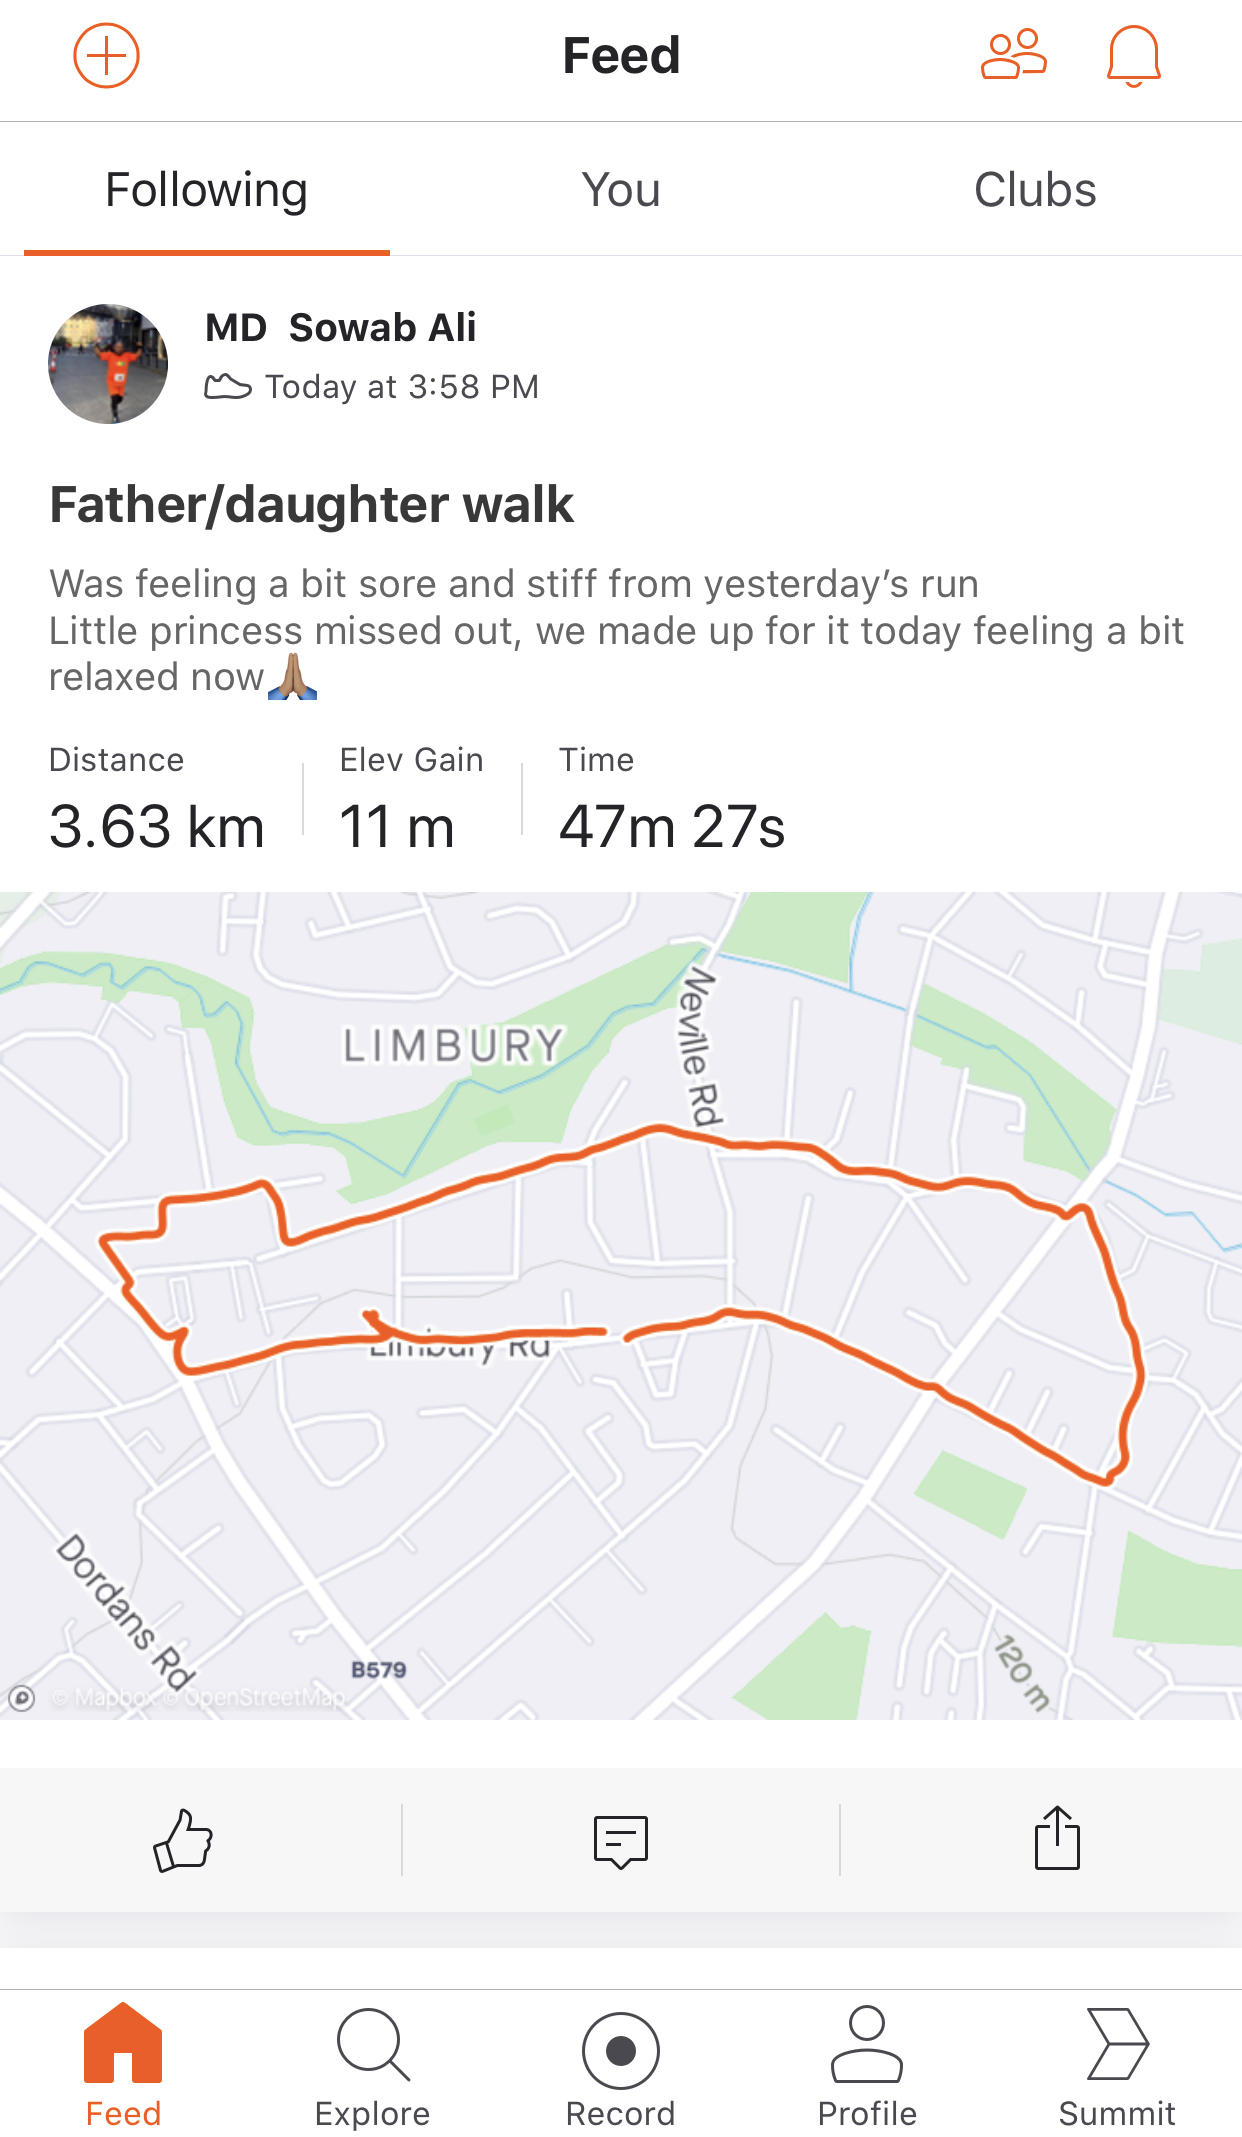 Feed
Following
You
Clubs
MD  Sowab Ali
Today at 3:58 PM
Father/daughter walk
Was feeling a bit sore and stiff from yesterday’s run
Little princess missed out, we made up for it today feeling a bit
relaxed now🙏🏽
Distance
Elev Gain
Time
3.63 km
11 m
47m 27s
Neville Rd
LIMBURY
Limbury Rd
Dordans Rd
120 m
B579
© Mapbox © OpenStreetMap
Feed
Explore
Record
Profile
Summit